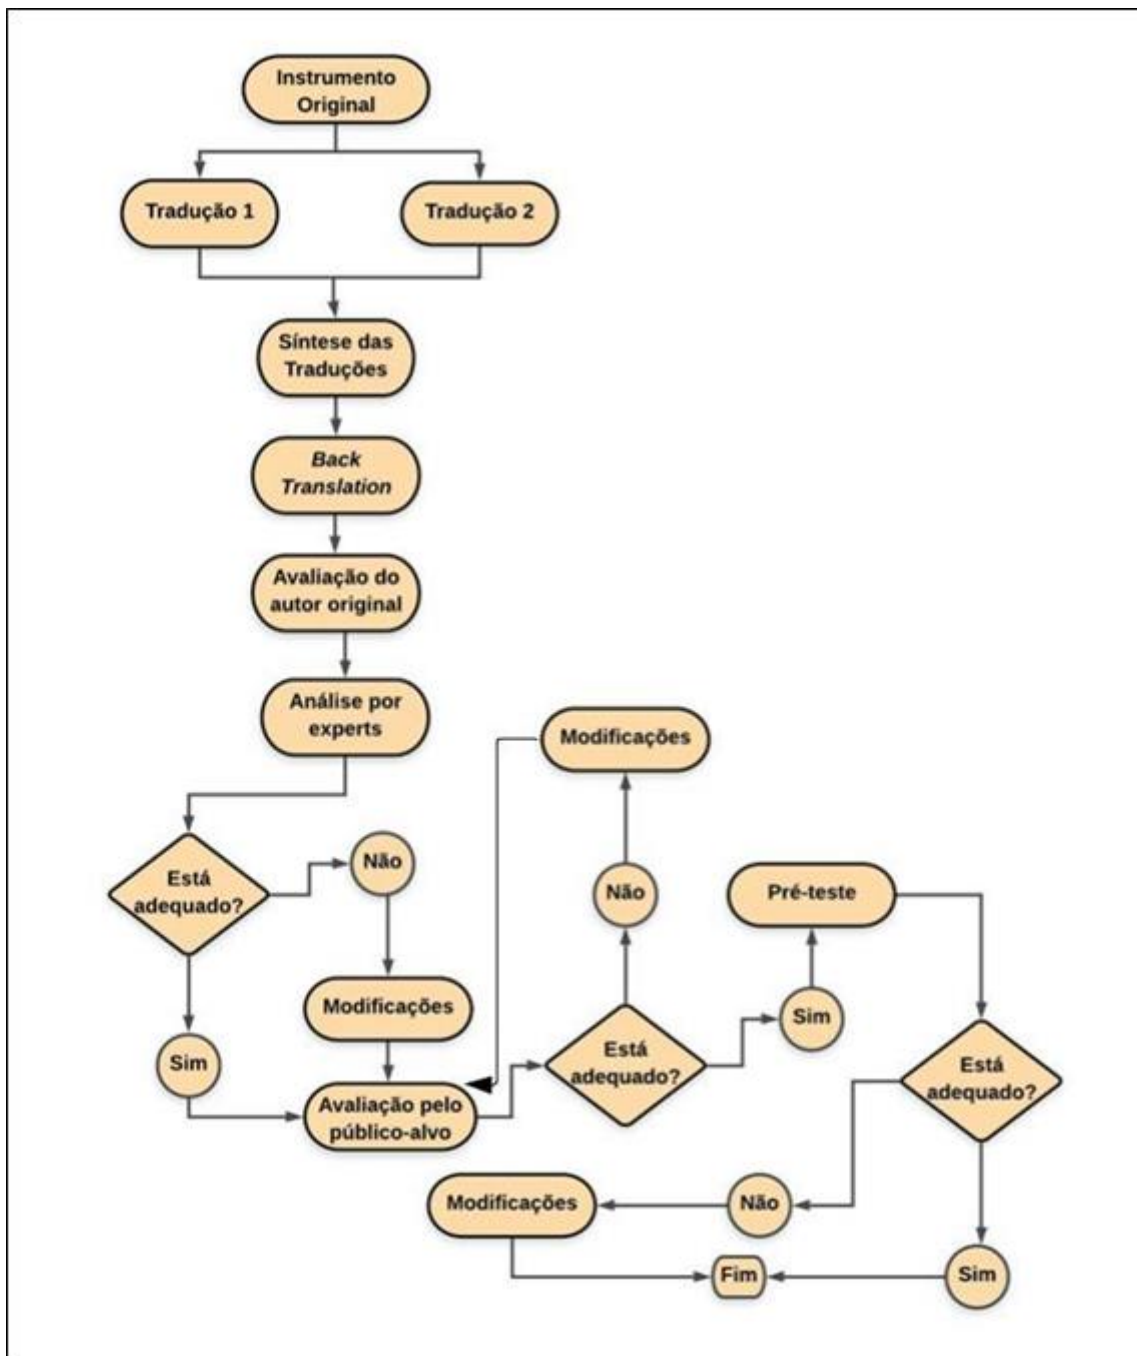 Instrumento
Original
Tradução 1
Tradução 2
Síntese das
Traduções
Back
Translation
Avaliação do
autor original
Análise por
experts
Está
adequado?
Não
Modificações
Sim
Avaliação pelo
público-alvo
Está
adequado?
Não
Modificações
Sim
Pré-teste
Está
adequado?
Não
Modificações
Sim
Fim